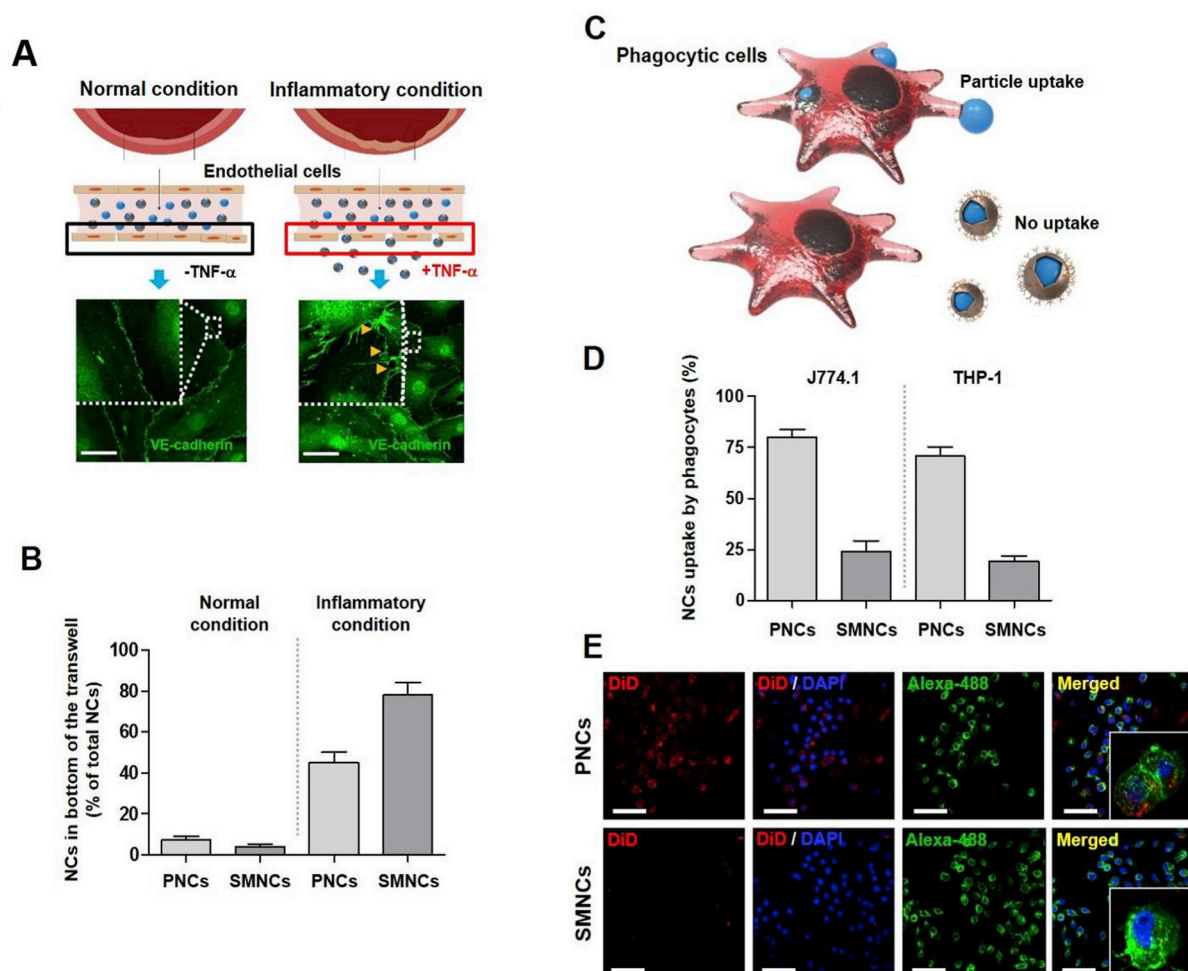 A
Normal condition
Inflammatory condition
Endothelial cells
-TNF-α
+TNF-α
VE-cadherin
VE-cadherin
B
NCs in bottom of the transwell
(% of total NCs)
Normal
condition
Inflammatory
condition
100
80
60
40
20
0
PNCs
SMNCs
PNCs
SMNCs
C
Phagocytic cells
Particle uptake
No uptake
D
NCs uptake by phagocytes (%)
J774.1
THP-1
100
75
50
25
0
PNCs
SMNCs
PNCs
SMNCs
E
PNCs
DiD
DiD / DAPI
Alexa-488
Merged
SMNCs
DiD
DiD / DAPI
Alexa-488
Merged